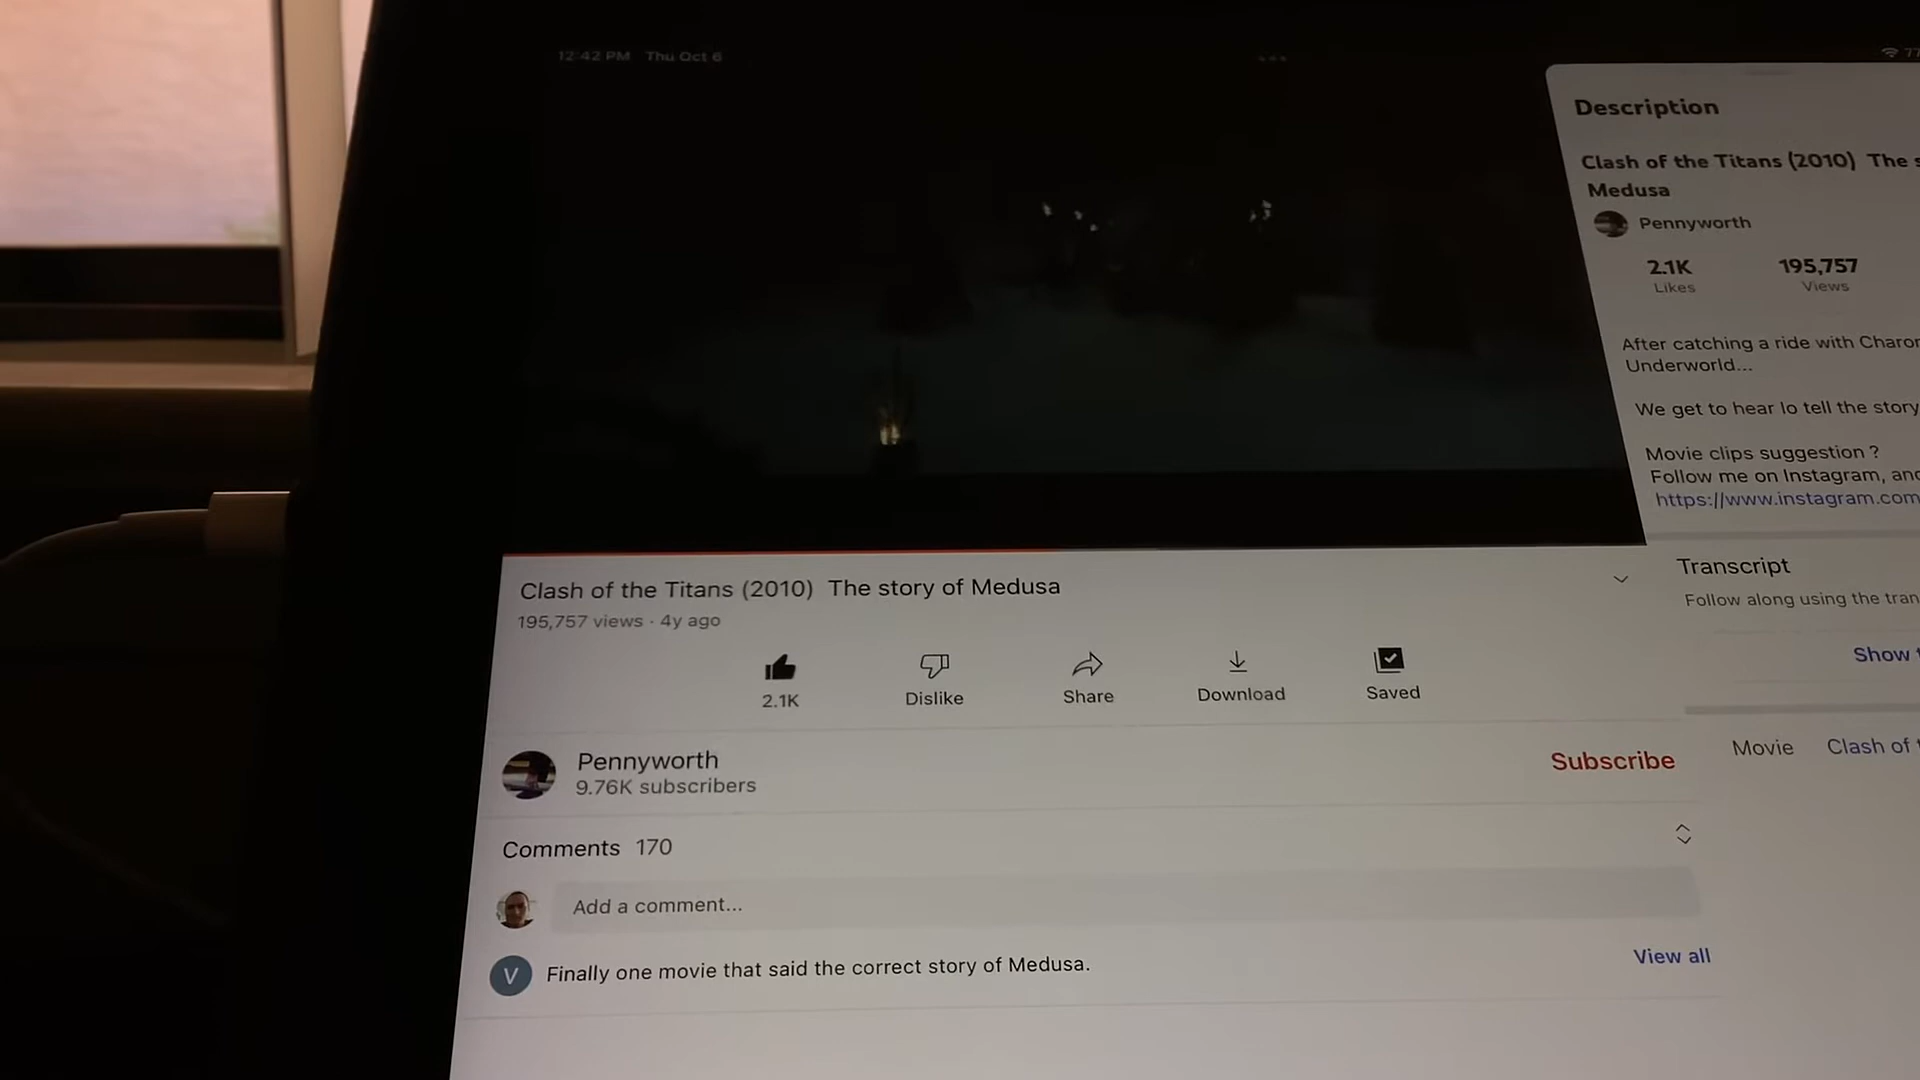 12:42 PM Thu Oct 6
77
Clash of the Titans (2010) The story of Medusa
195,757 views · 4y ago
2.1K
Dislike
Share
Download
Saved
Pennyworth
9.76K subscribers
Subscribe
Comments 170
Add a comment...
V
Finally one movie that said the correct story of Medusa.
View all
Description
Clash of the Titans (2010) The
Medusa
Pennyworth
2.1K
Likes
195,757
Views
After catching a ride with
Underworld...
We get to hear Io tell the story
Movie clips suggestion ?
Follow me on Instagram, and
https://www.instagram.com
Transcript
Follow along using the
Show
Movie
Clash of